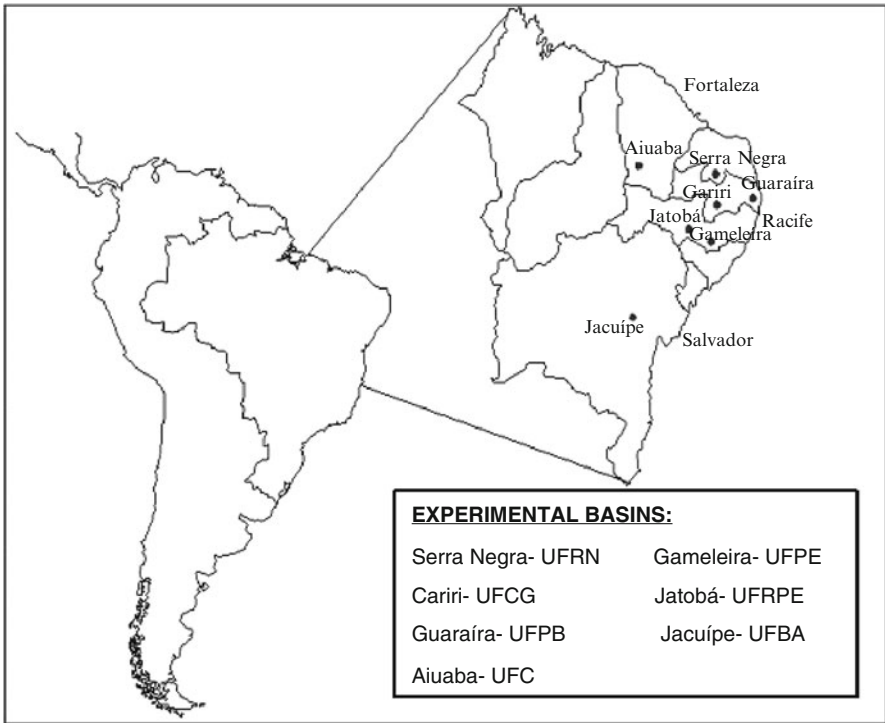 Fortaleza
Aiuaba
Serra Negra
Gariri
Guaraíra
Jatobá
Racife
Gameleira
Jacuípe
Salvador
EXPERIMENTAL BASINS:
Serra Negra- UFRN
Gameleira- UFPE
Cariri- UFCG
Jatobá- UFRPE
Guaraíra- UFPB
Jacuípe- UFBA
Aiuaba- UFC